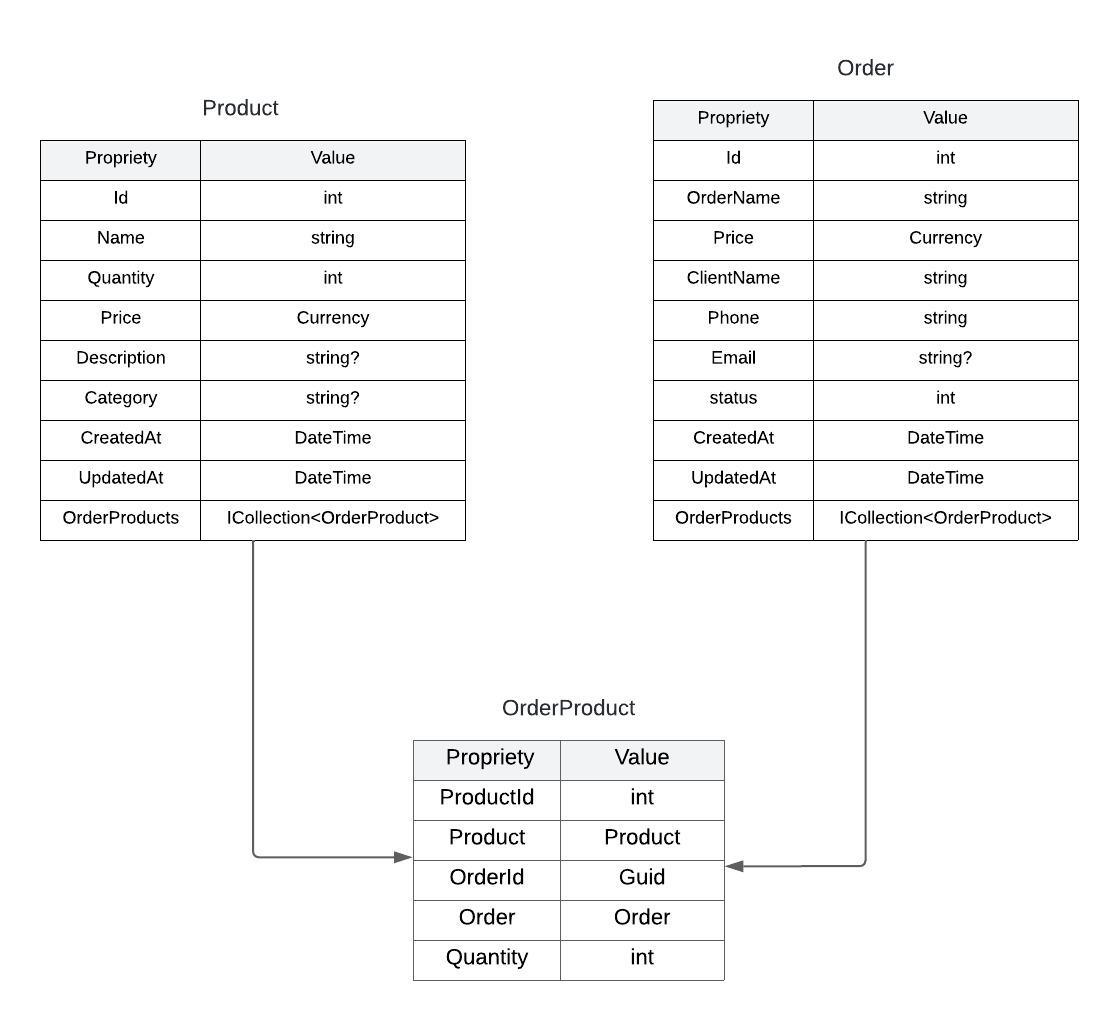 Product
Propriety Value
Id int
Name string
Quantity int
Price Currency
Description string?
Category string?
CreatedAt DateTime
UpdatedAt DateTime
OrderProducts ICollection<OrderProduct>
Order
Propriety Value
Id int
OrderName string
Price Currency
ClientName string
Phone string
Email string?
status int
CreatedAt DateTime
UpdatedAt DateTime
OrderProducts ICollection<OrderProduct>
OrderProduct
Propriety Value
ProductId int
Product Product
OrderId Guid
Order Order
Quantity int